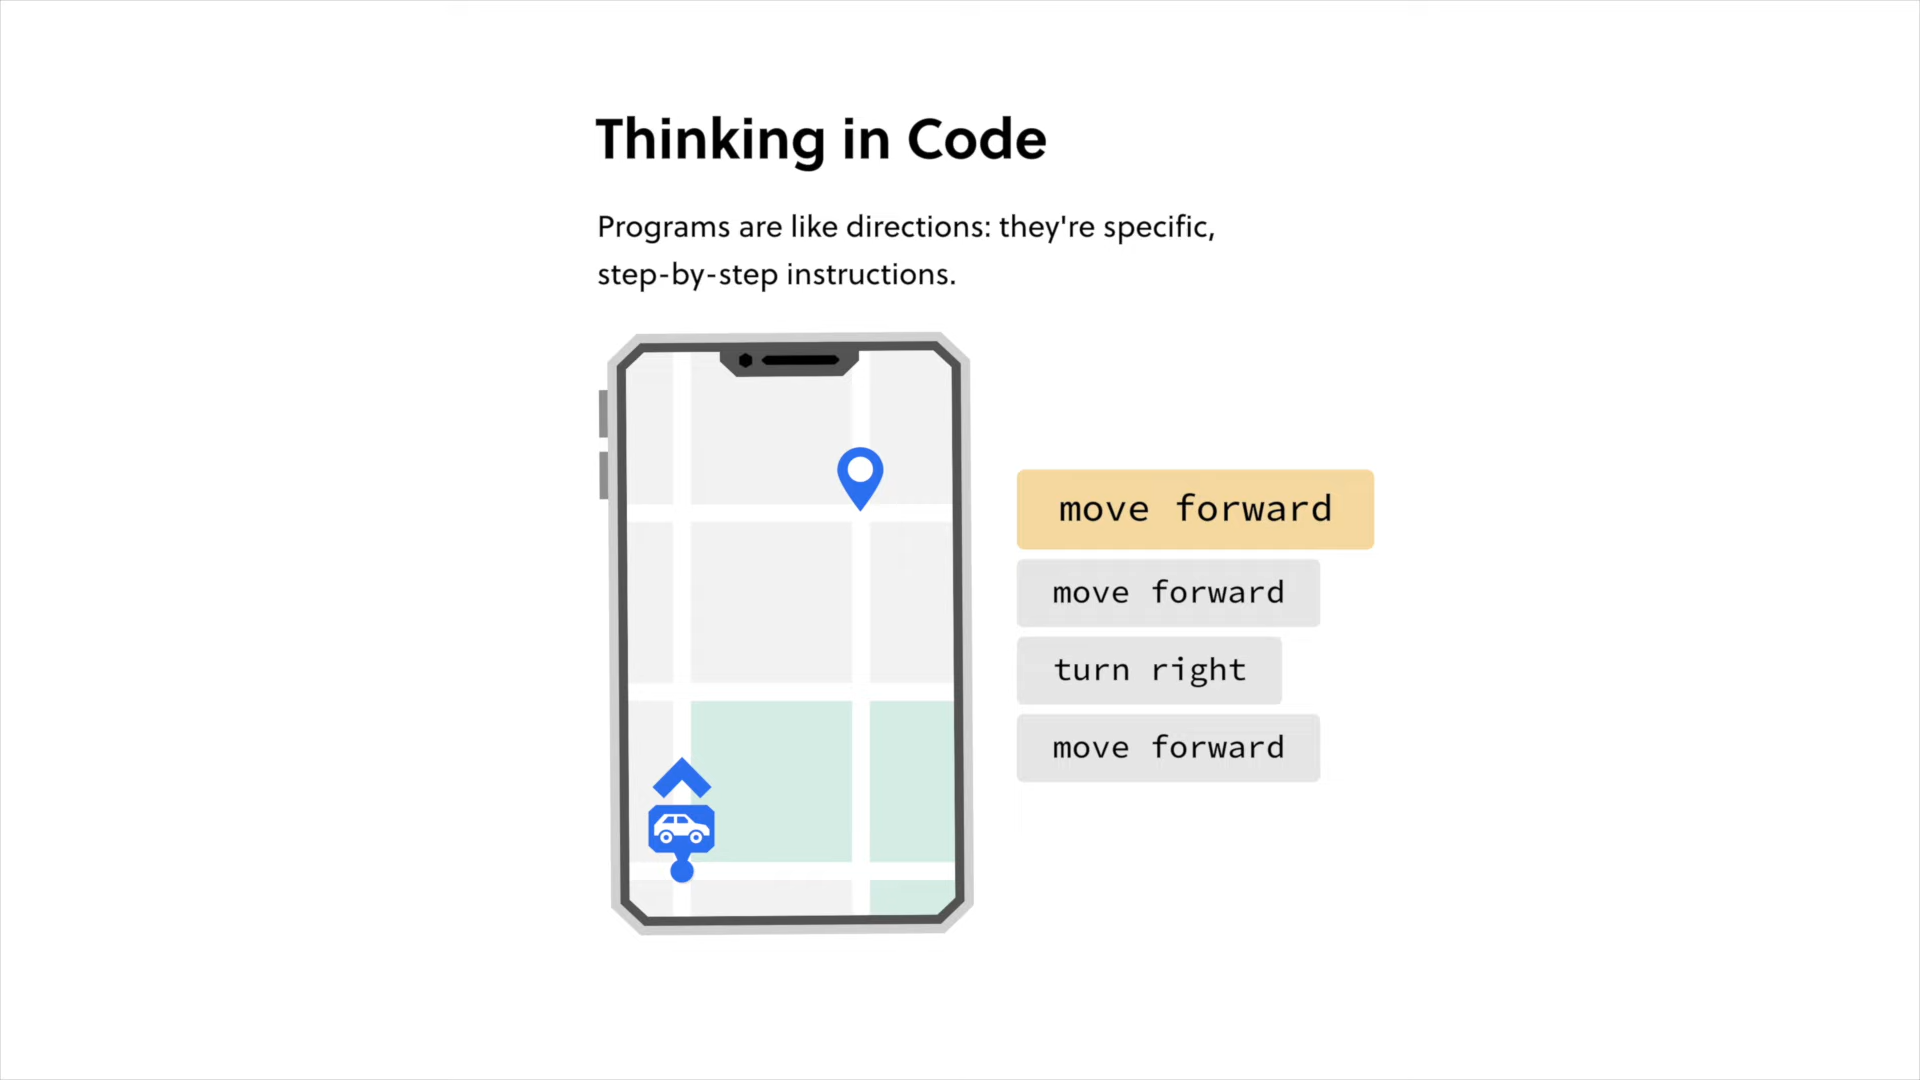 Thinking in Code
Programs are like directions: they're specific,
step-by-step instructions.
move forward
move forward
turn right
move forward